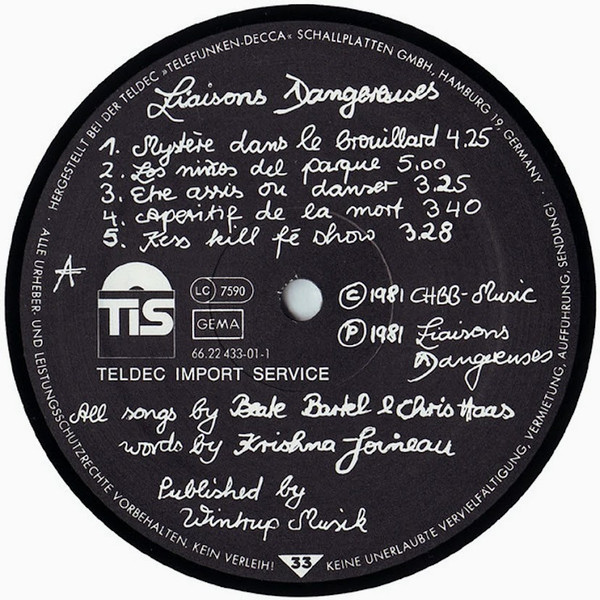 HERGESTELLT BEI DER TELDEC »TELEFUNKEN-DECCA« SCHALLPLATTEN GMBH., HAMBURG 19, GERMANY ·
Liaisons Dangereuses
1. Mystère dans le brouillard 4.25
2. Los niños del parque 5.00
3. Etre assis ou danser 3.25
4. Aperitif de la mort 3 40
5. Kess kill fé show 3.28
A
TIS
LC 7590
GEMA
66.22 433-01-1
TELDEC IMPORT SERVICE
© 1981 CHBB-Music
℗ 1981 Liaisons
Dangereuses
All songs by Beate Bartel & Chris Haas
words by Krishna Goineau
Published by
Wintrup Musik
33
ALLE URHEBER- UND LEISTUNGSSCHUTZRECHTE VORBEHALTEN. KEIN VERLEIH! KEINE UNERLAUBTE VERVIELFÄLTIGUNG, VERMIETUNG, AUFFÜHRUNG, SENDUNG!